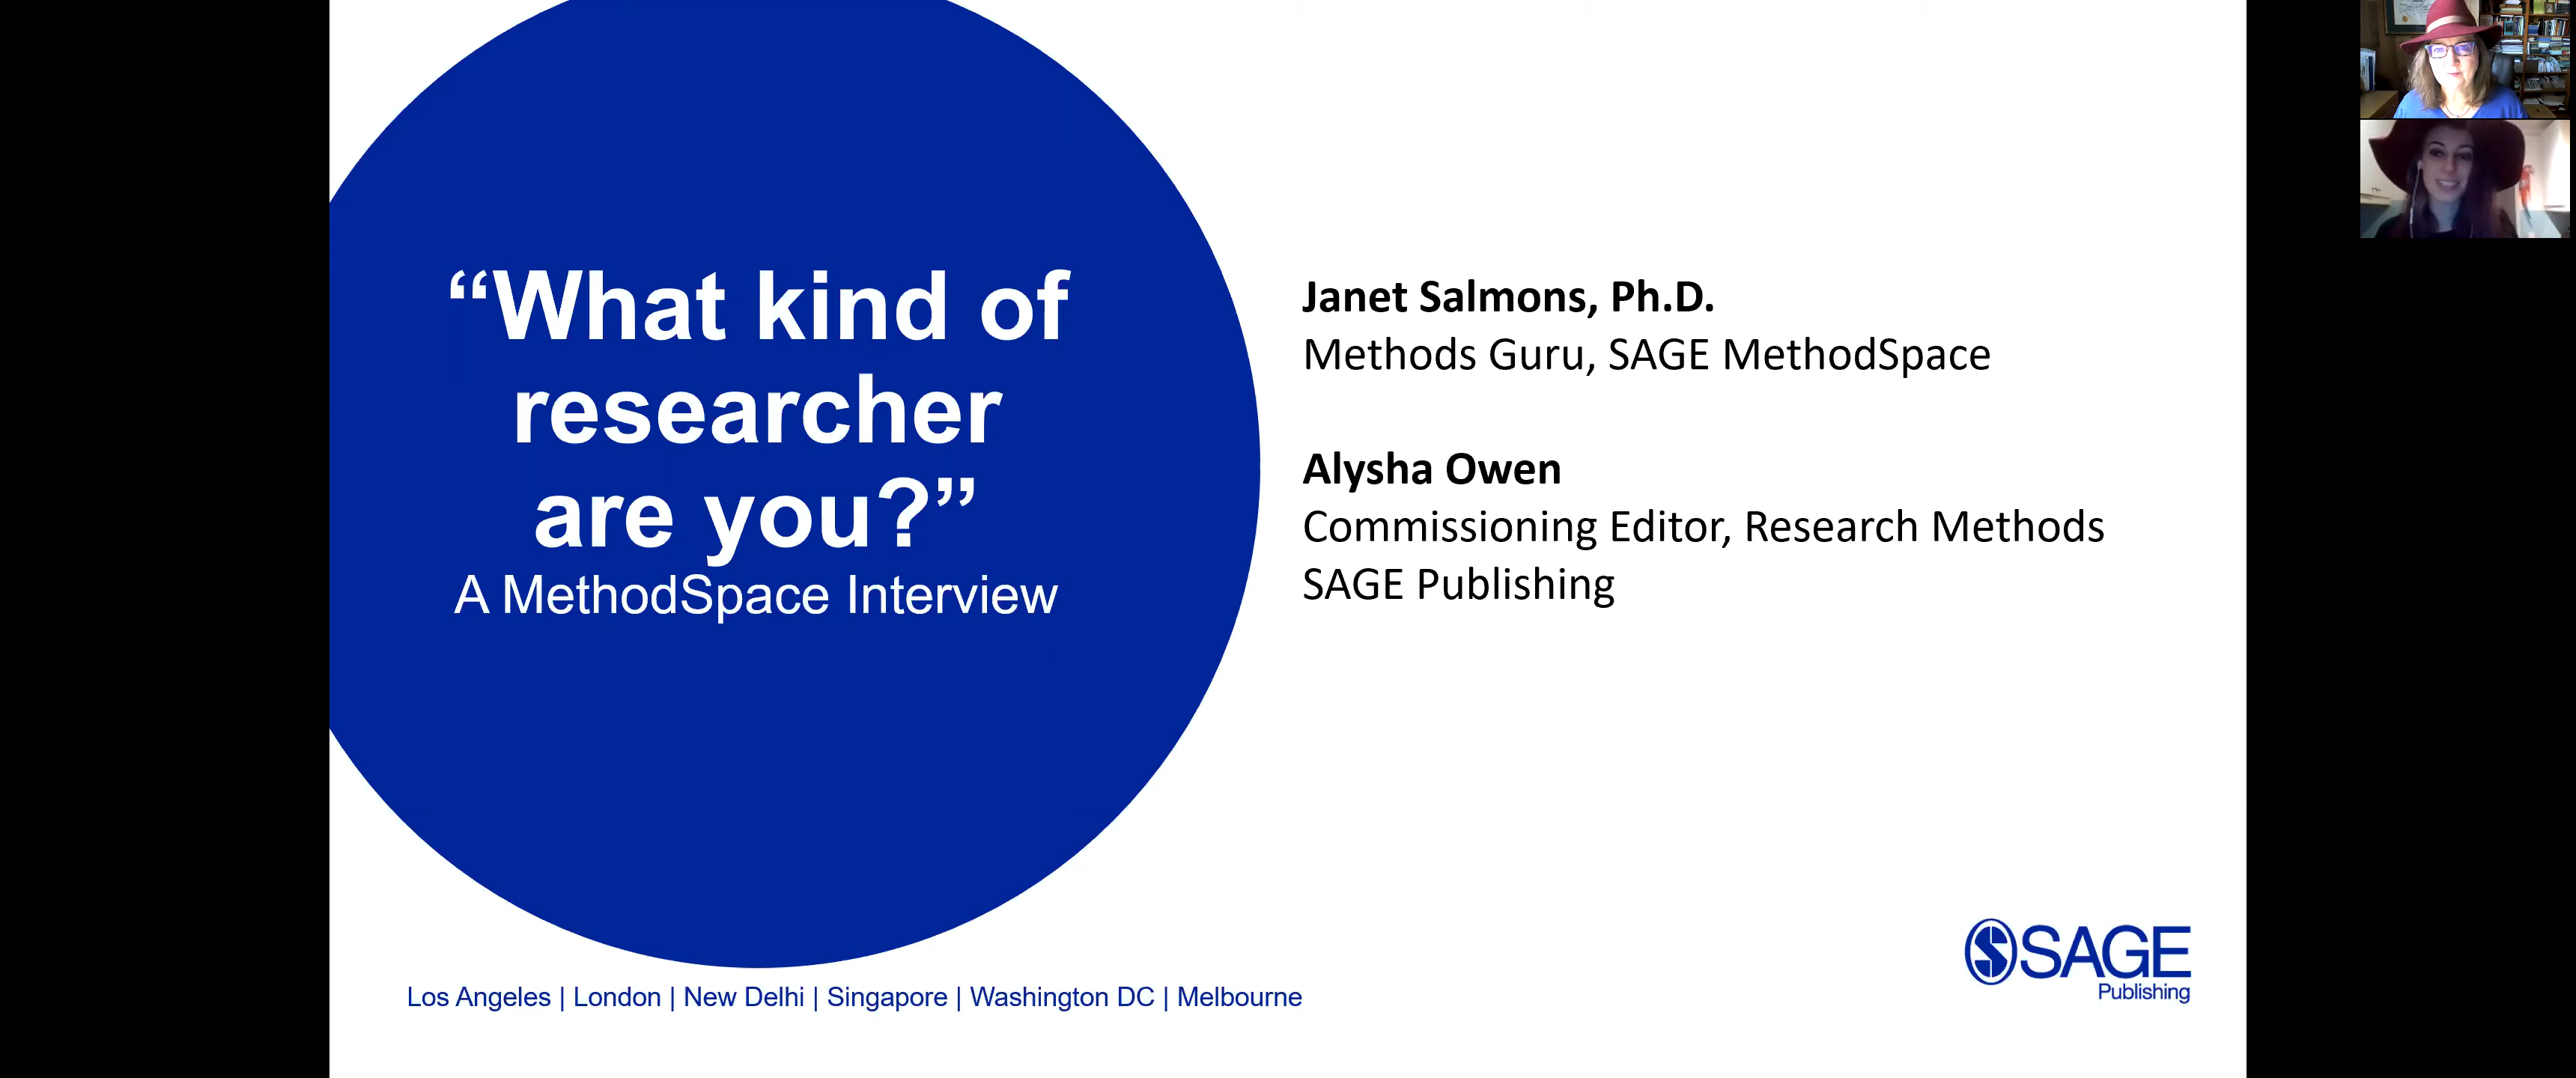 “What kind of
researcher
are you?”
A MethodSpace Interview
Janet Salmons, Ph.D.
Methods Guru, SAGE MethodSpace
Alysha Owen
Commissioning Editor, Research Methods
SAGE Publishing
Los Angeles | London | New Delhi | Singapore | Washington DC | Melbourne
SAGE
Publishing